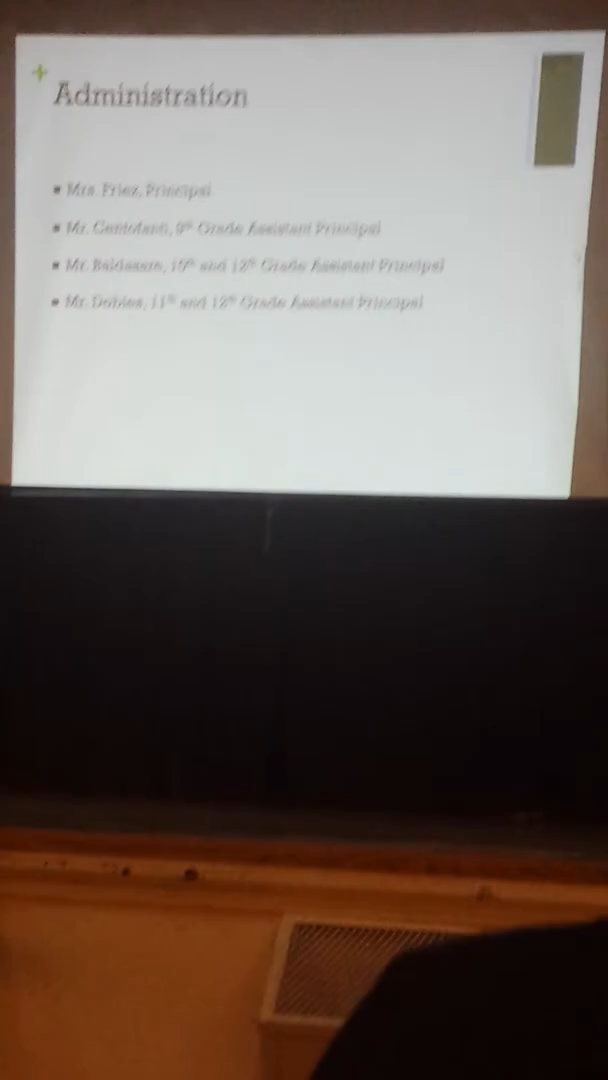 +
Administration
Mrs. Friez, Principal
Mr. 9th Grade Assistant Principal
Mr. 10th and 12th Grade Assistant Principal
Mr. 11th and 12th Grade Assistant Principal